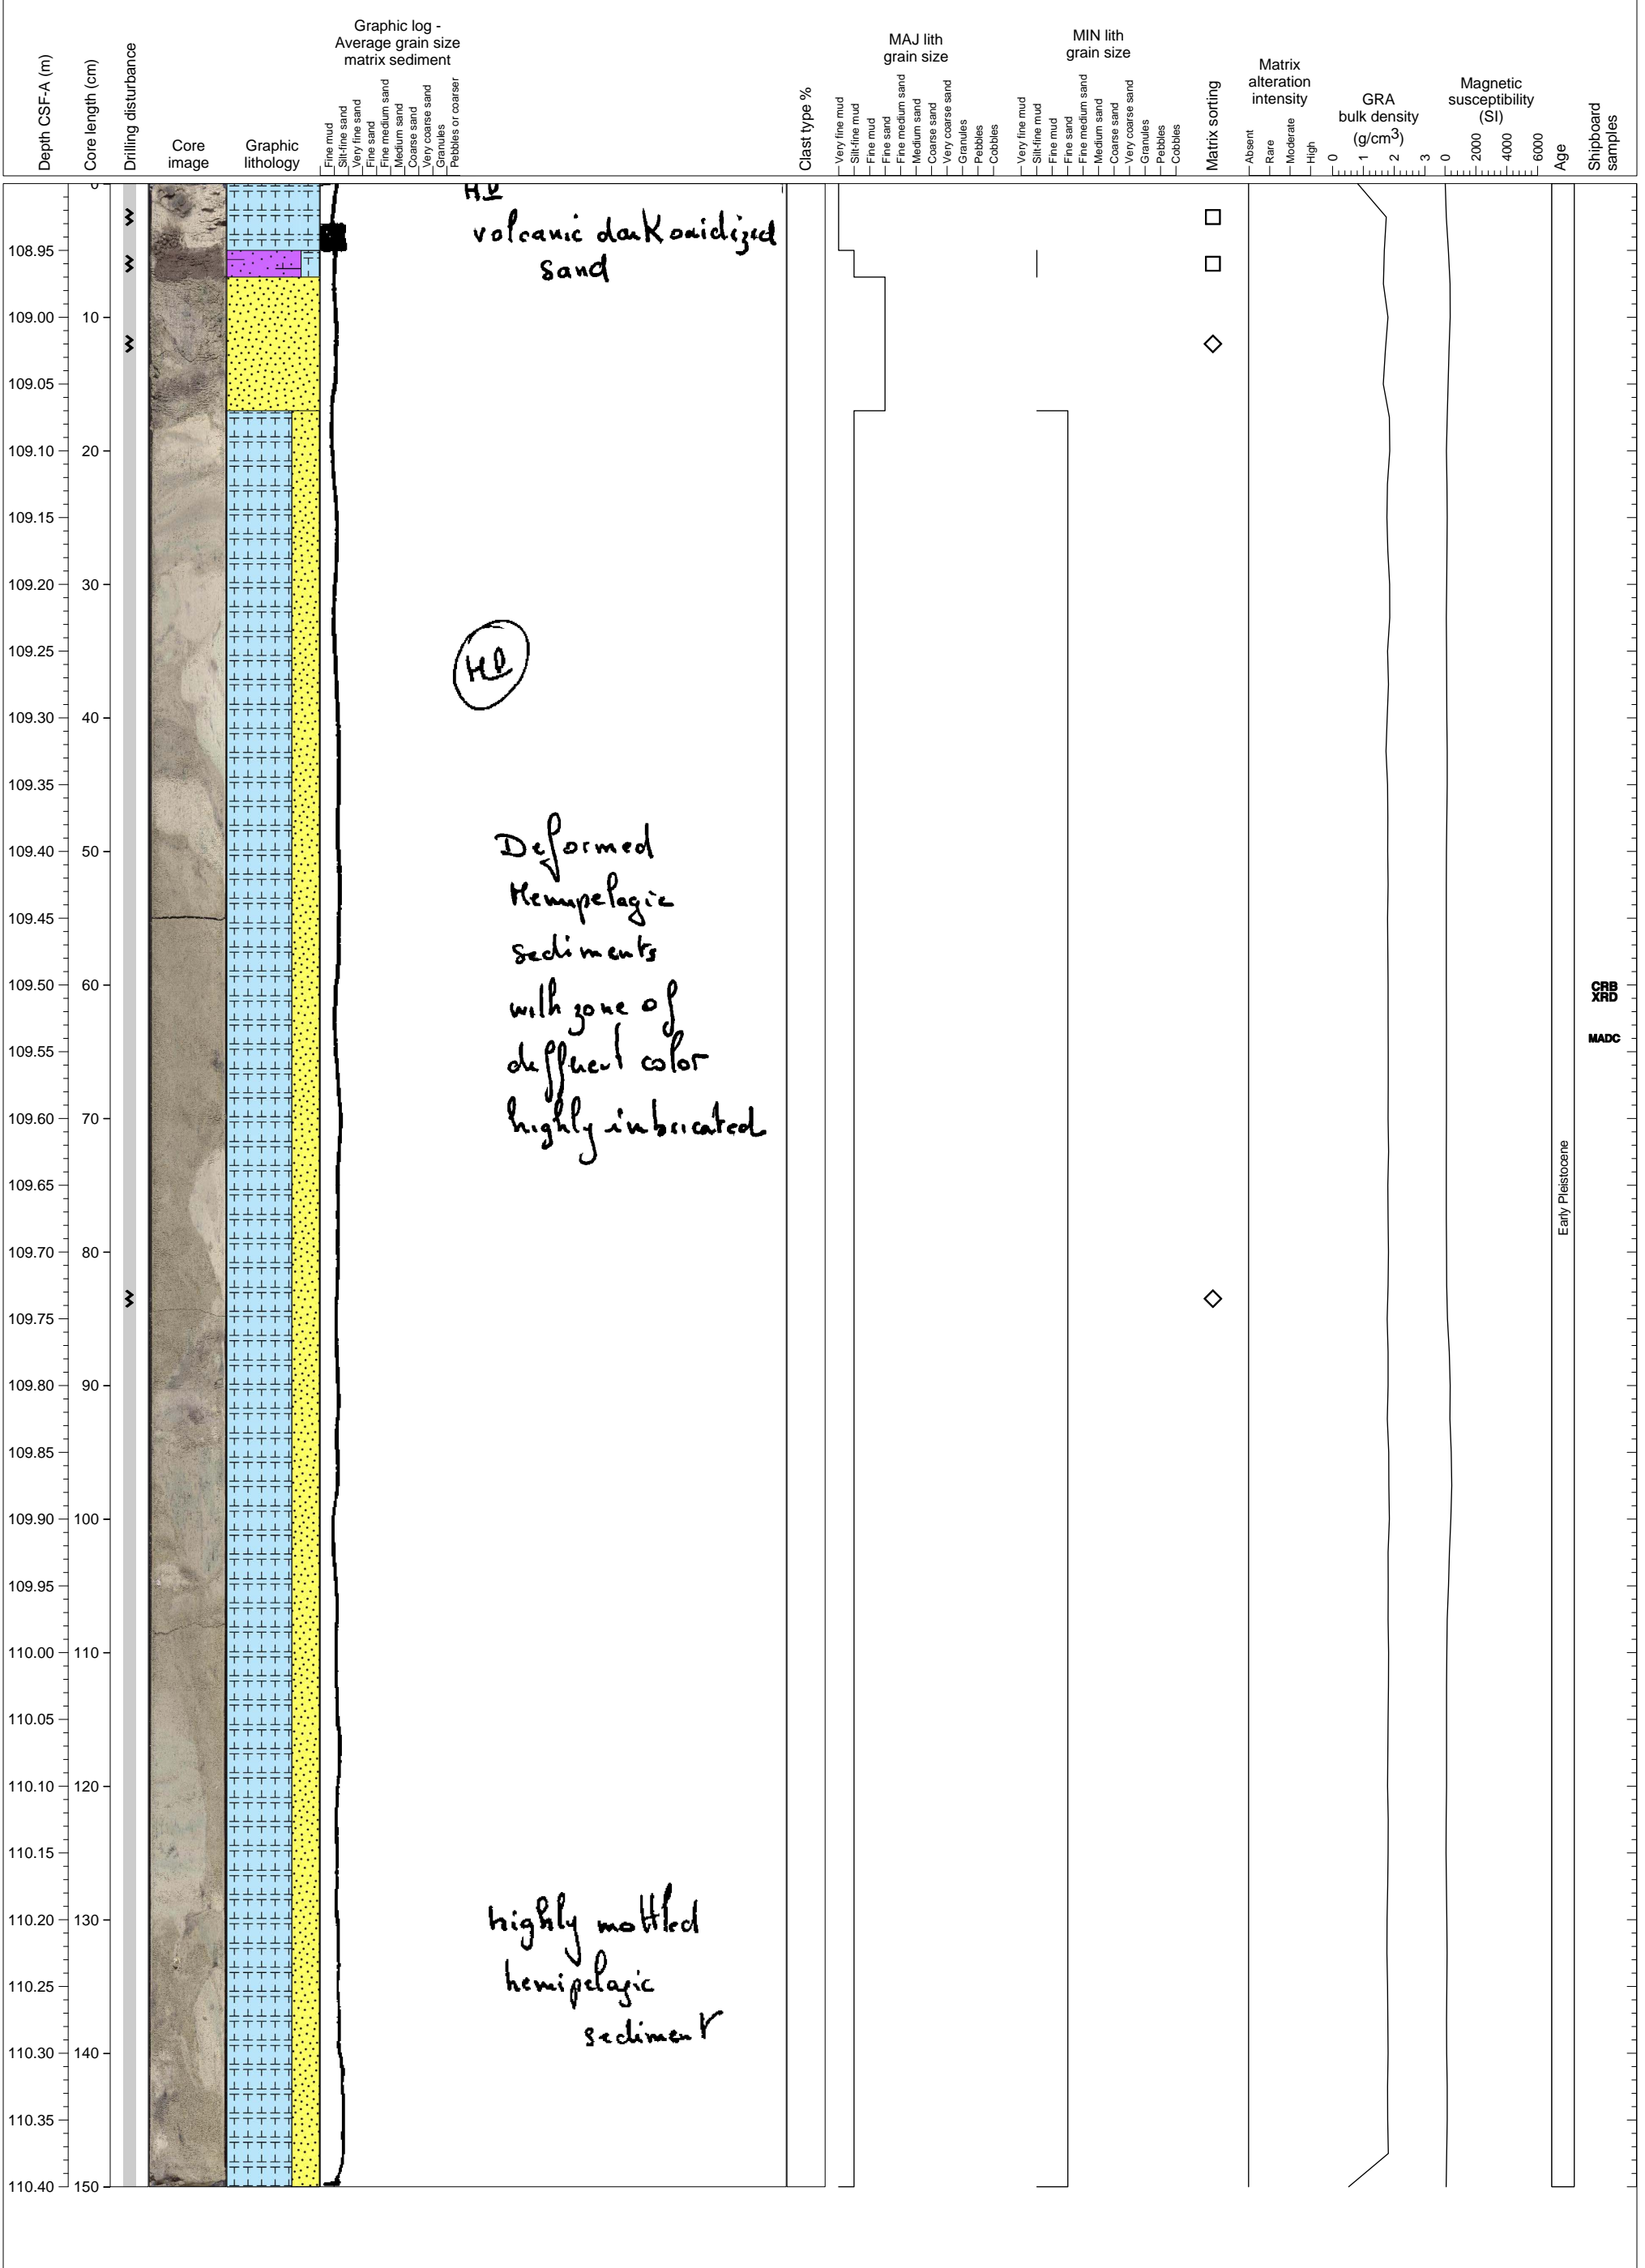 Depth CSF-A (m)
Core length (cm)
Drilling disturbance
Core
image
Graphic
lithology
Graphic log -
Average grain size
matrix sediment
Fine mud
Silt-fine sand
Very fine sand
Fine sand
Fine medium sand
Medium sand
Coarse sand
Very coarse sand
Granules
Pebbles or coarser
Clast type %
MAJ lith
grain size
Very fine mud
Silt-fine mud
Fine mud
Fine sand
Fine medium sand
Medium sand
Coarse sand
Very coarse sand
Granules
Pebbles
Cobbles
MIN lith
grain size
Very fine mud
Silt-fine mud
Fine mud
Fine sand
Fine medium sand
Medium sand
Coarse sand
Very coarse sand
Granules
Pebbles
Cobbles
Matrix sorting
Matrix
alteration
intensity
Absent
Rare
Moderate
High
GRA
bulk density
(g/cm3)
0 1 2 3
Magnetic
susceptibility
(SI)
0 2000 4000 6000
Age
Shipboard
samples
0
HD
volcanic dark oxidized
sand
108.95
109.00 10
109.05
109.10 20
109.15
109.20 30
109.25
HD
109.30 40
109.35
109.40 50
109.45
109.50 60
109.55
109.60 70
109.65
109.70 80
109.75
109.80 90
109.85
109.90 100
109.95
110.00 110
110.05
110.10 120
110.15
110.20 130
110.25
110.30 140
110.35
110.40 150
Deformed
Hemipelagic
sediments
with zone of
different color
highly inbricated
highly mottled
hemipelagic
sediment
CRB
XRD
MADC
Early Pleistocene